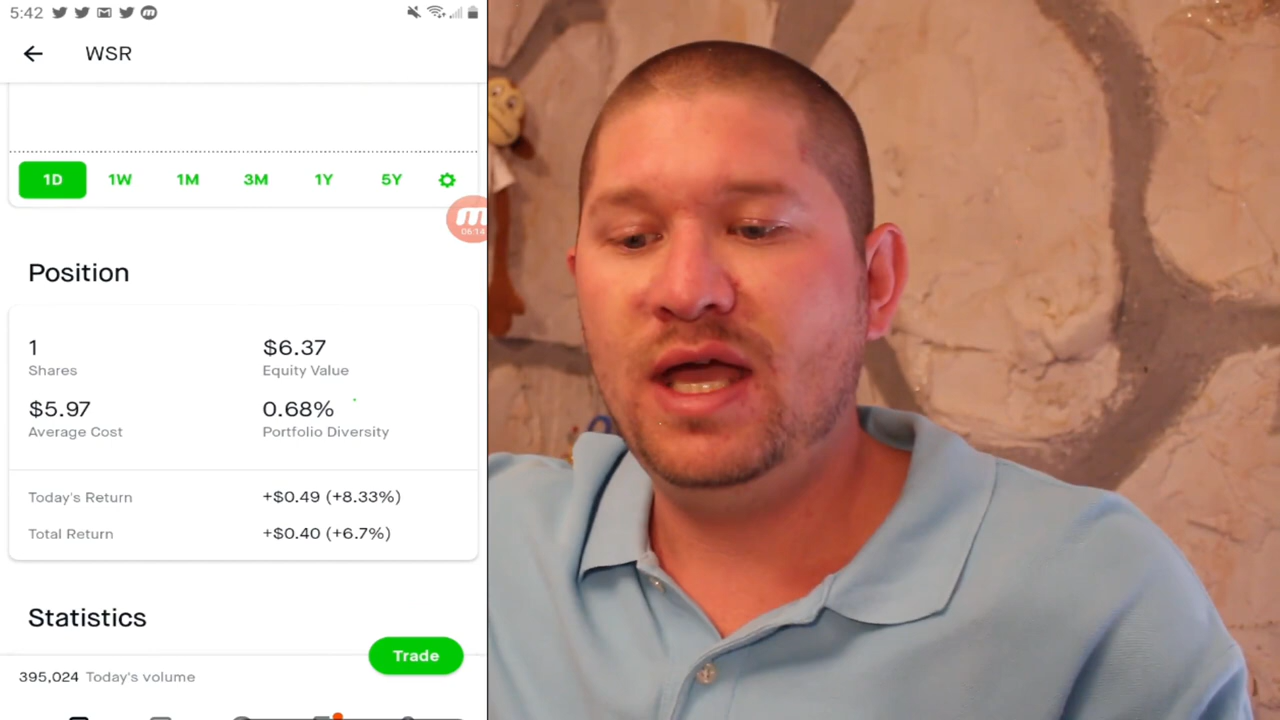 5:42
WSR
1D 1W 1M 3M 1Y 5Y
06:14
Position
1 $6.37
Shares Equity Value
$5.97 0.68%
Average Cost Portfolio Diversity
Today's Return +$0.49 (+8.33%)
Total Return +$0.40 (+6.7%)
Statistics
Trade
395,024 Today's volume